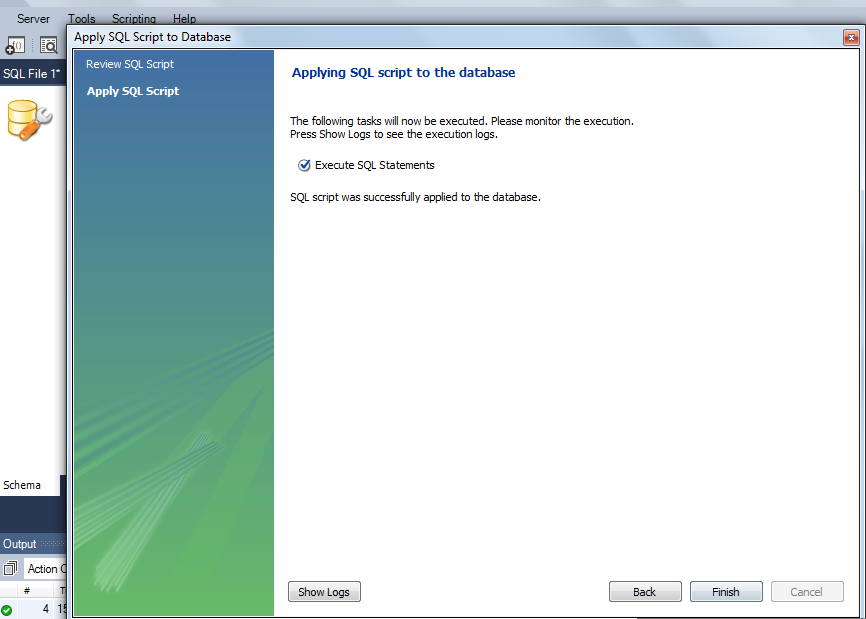 Server Tools Scripting Help
Apply SQL Script to Database
SQL File 1*
Review SQL Script
Apply SQL Script
Applying SQL script to the database
The following tasks will now be executed. Please monitor the execution.
Press Show Logs to see the execution logs.
Execute SQL Statements
SQL script was successfully applied to the database.
Schema
Output
Action
#
4
Show Logs
Back
Finish
Cancel